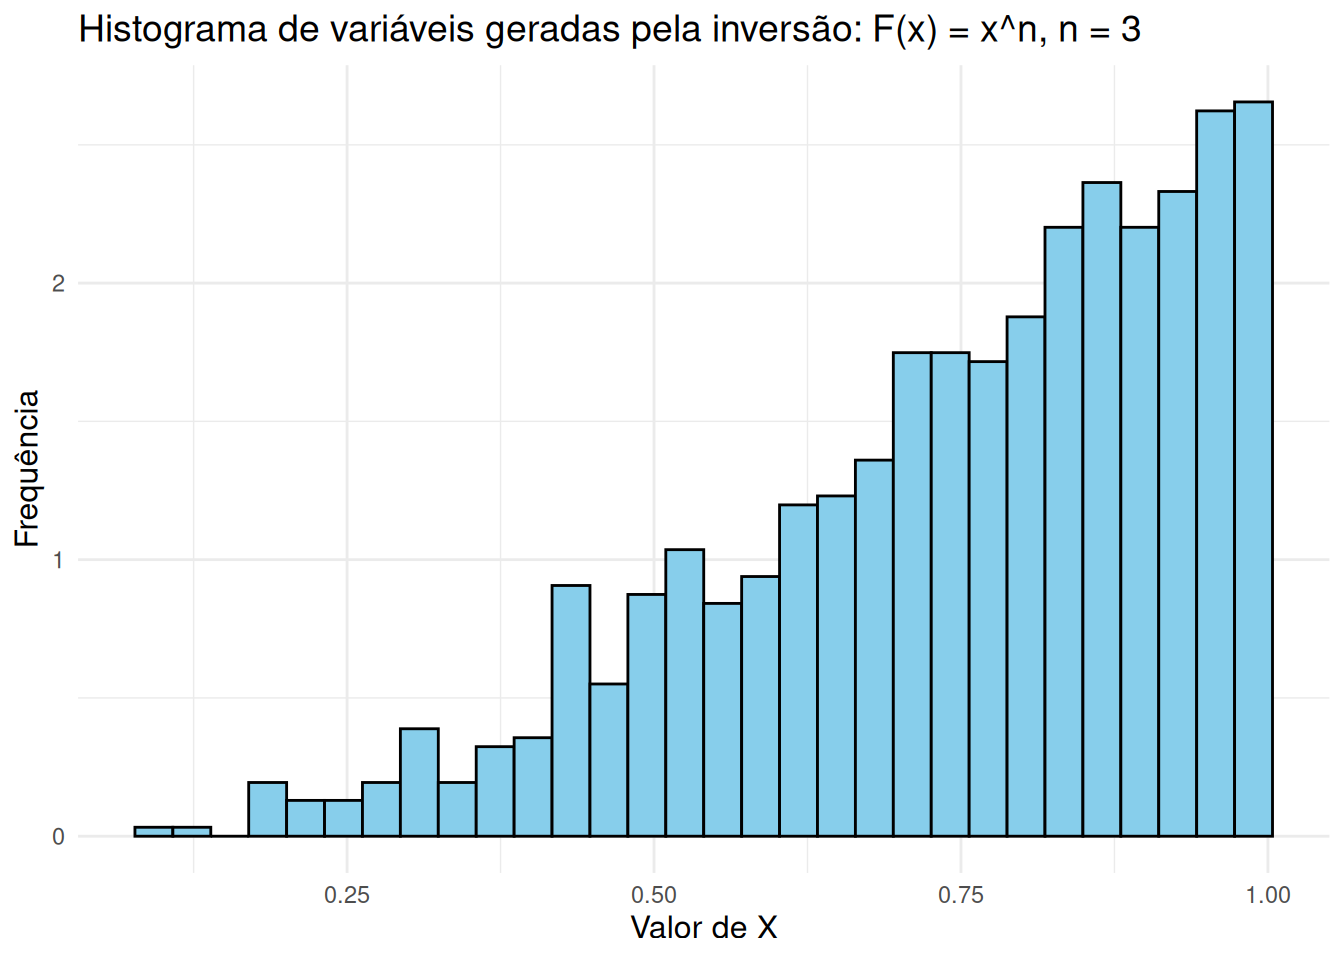 Histograma de variáveis geradas pela inversão: F(x) = x^n, n = 3
Frequência
2
1
0
0.25
0.50
0.75
1.00
Valor de X